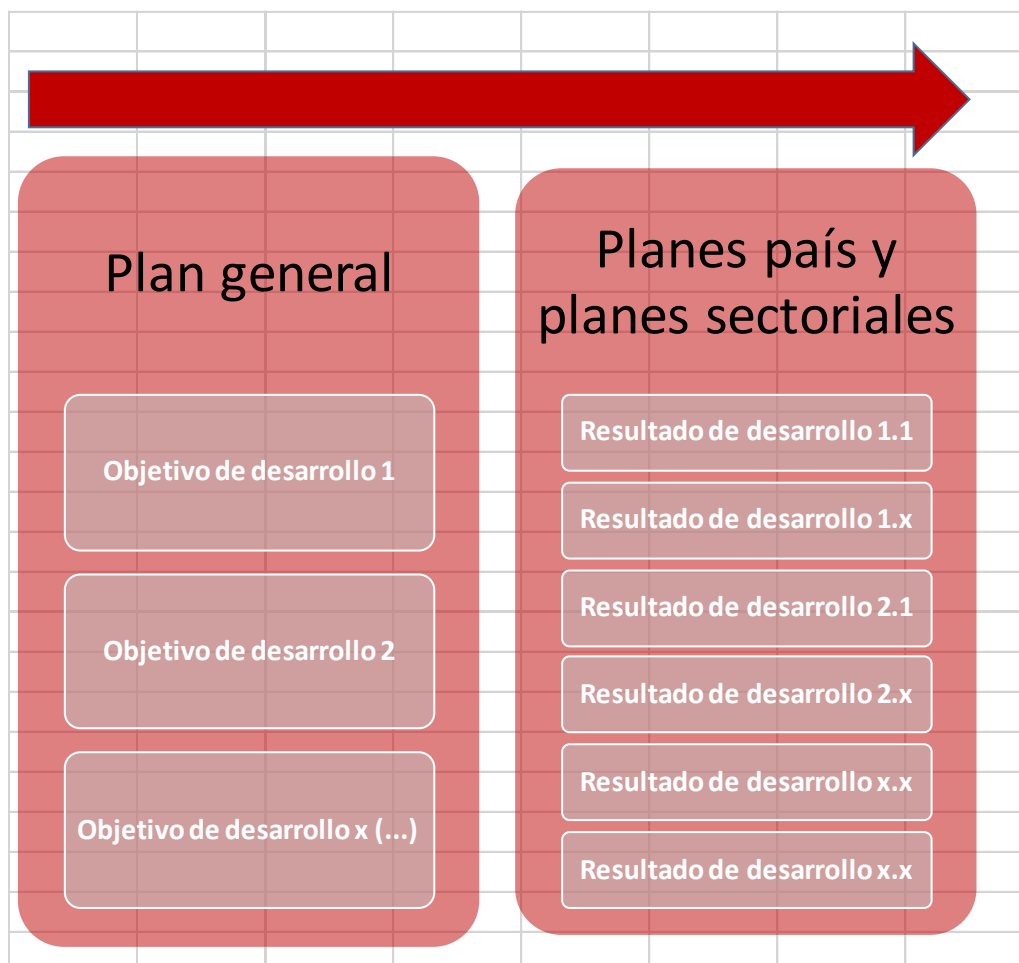 Plan general
Objetivo de desarrollo 1
Objetivo de desarrollo 2
Objetivo de desarrollo x (...)
Planes país y
planes sectoriales
Resultado de desarrollo 1.1
Resultado de desarrollo 1.x
Resultado de desarrollo 2.1
Resultado de desarrollo 2.x
Resultado de desarrollo x.x
Resultado de desarrollo x.x